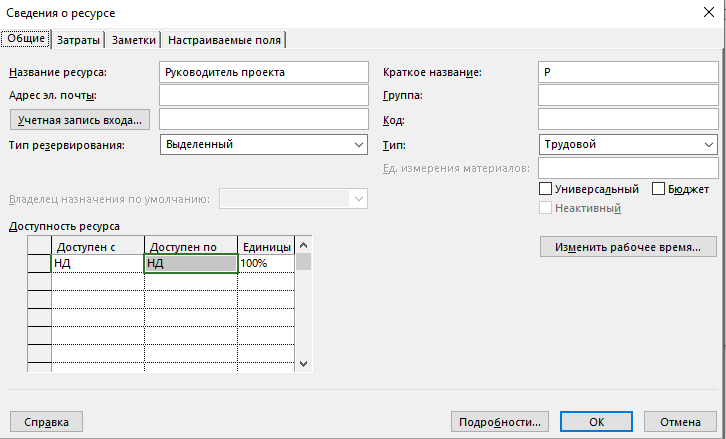 Сведения о ресурсе
Общие Затраты Заметки Настраиваемые поля
Название ресурса: Руководитель проекта Краткое название: Р
Адрес эл. почты: Группа:
Учетная запись входа... Код:
Тип резервирования: Выделенный Тип: Трудовой
Ед. измерения материалов:
Владелец назначения по умолчанию: Универсальный Бюджет
Неактивный
Доступность ресурса
Доступен с Доступен по Единицы Изменить рабочее время...
НД НД 100%
Справка Подробности... ОК Отмена